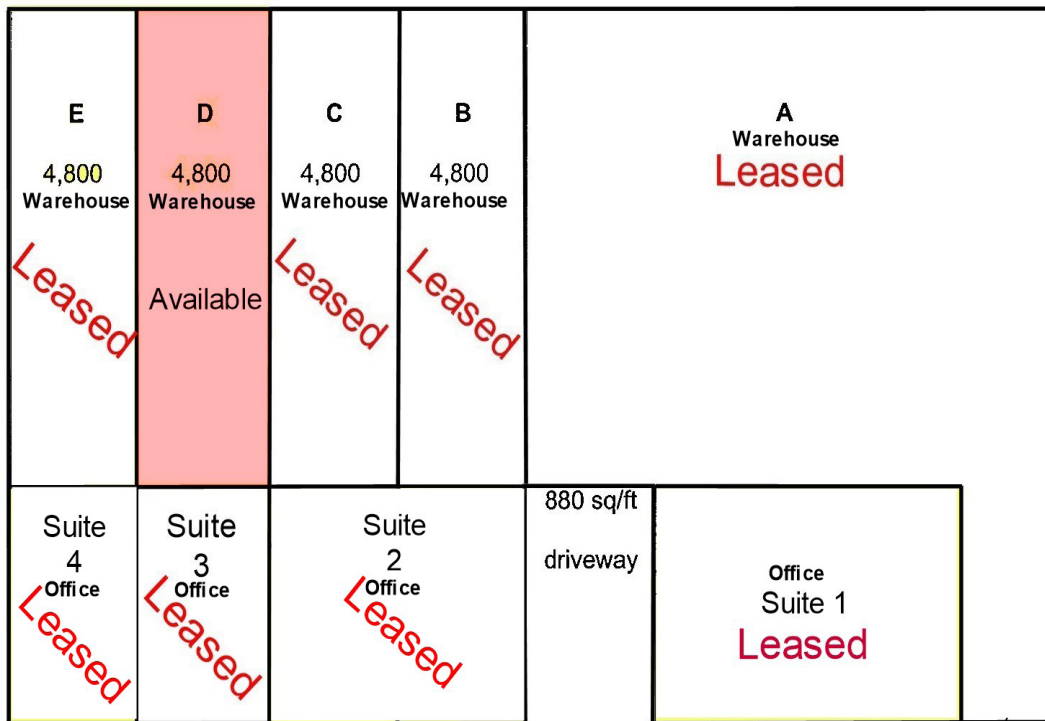 E
4,800
Warehouse
Leased
D
4,800
Warehouse
Available
C
4,800
Warehouse
Leased
B
4,800
Warehouse
Leased
A
Warehouse
Leased
Suite
4
Office
Leased
Suite
3
Office
Leased
Suite
2
Office
Leased
880 sq/ft
driveway
Office
Suite 1
Leased